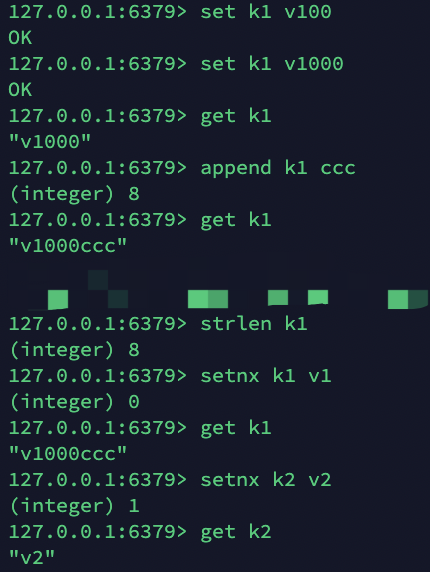 127.0.0.1:6379> set k1 v100
OK
127.0.0.1:6379> set k1 v1000
OK
127.0.0.1:6379> get k1
"v1000"
127.0.0.1:6379> append k1 ccc
(integer) 8
127.0.0.1:6379> get k1
"v1000ccc"
127.0.0.1:6379> strlen k1
(integer) 8
127.0.0.1:6379> setnx k1 v1
(integer) 0
127.0.0.1:6379> get k1
"v1000ccc"
127.0.0.1:6379> setnx k2 v2
(integer) 1
127.0.0.1:6379> get k2
"v2"